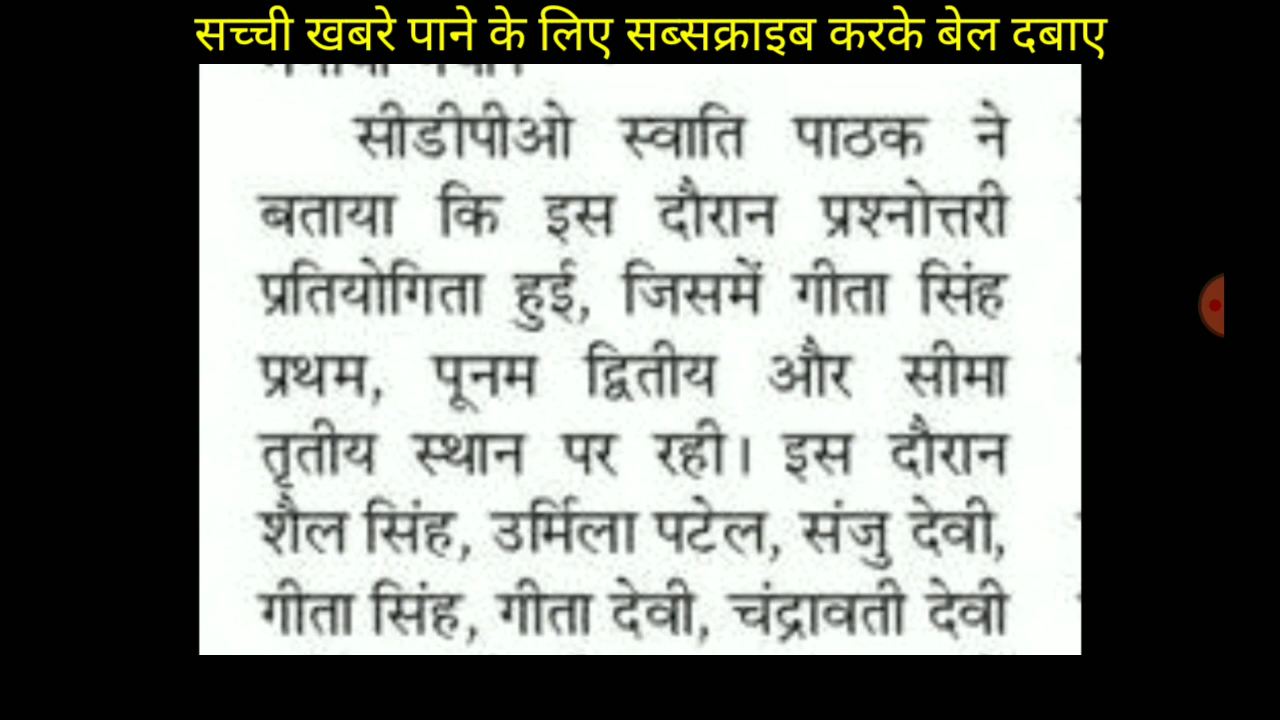 सच्ची खबरे पाने के लिए सब्सक्राइब करके बेल दबाए
सीडीपीओ स्वाति पाठक ने
बताया कि इस दौरान प्रश्नोत्तरी
प्रतियोगिता हुई, जिसमें गीता सिंह
प्रथम, पूनम द्वितीय और सीमा
तृतीय स्थान पर रही। इस दौरान
शैल सिंह, उर्मिला पटेल, संजु देवी,
गीता सिंह, गीता देवी, चंद्रावती देवी